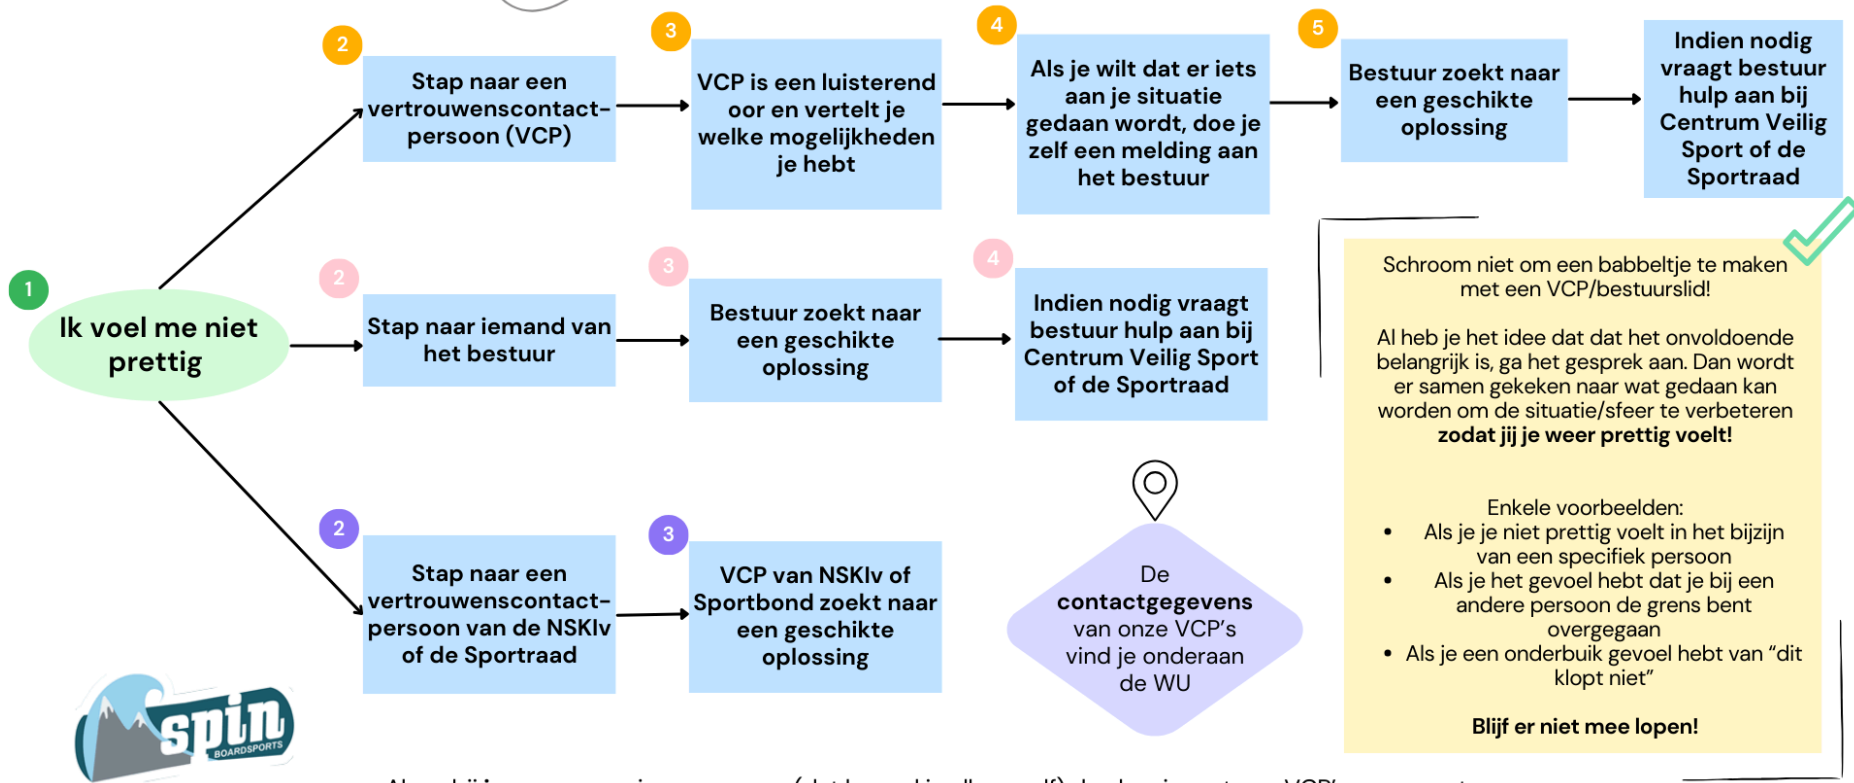 2
Stap naar een
vertrouwenscontact-
persoon (VCP)
3
VCP is een luisterend
oor en vertelt je
welke mogelijkheden
je hebt
4
Als je wilt dat er iets
aan je situatie
gedaan wordt, doe je
zelf een melding aan
het bestuur
5
Bestuur zoekt naar
een geschikte
oplossing
Indien nodig
vraagt bestuur
hulp aan bij
Centrum Veilig
Sport of de
Sportraad
1
Ik voel me niet
prettig
2
Stap naar iemand van
het bestuur
3
Bestuur zoekt naar
een geschikte
oplossing
4
Indien nodig vraagt
bestuur hulp aan bij
Centrum Veilig Sport
of de Sportraad
2
Stap naar een
vertrouwenscontact-
persoon van de NSKIv
of de Sportraad
3
VCP van NSKIv of
Sportbond zoekt naar
een geschikte
oplossing
De
contactgegevens
van onze VCP's
vind je onderaan
de WU
Schroom niet om een babbeltje te maken
met een VCP/bestuurslid!
Al heb je het idee dat dat het onvoldoende
belangrijk is, ga het gesprek aan. Dan wordt
er samen gekeken naar wat gedaan kan
worden om de situatie/sfeer te verbeteren
zodat jij je weer prettig voelt!
Enkele voorbeelden:
• Als je je niet prettig voelt in het bijzijn
van een specifiek persoon
• Als je het gevoel hebt dat je bij een
andere persoon de grens bent
overgegaan
• Als je een onderbuik gevoel hebt van “dit
klopt niet”
Blijf er niet mee lopen!
spin
BOARDSPORTS